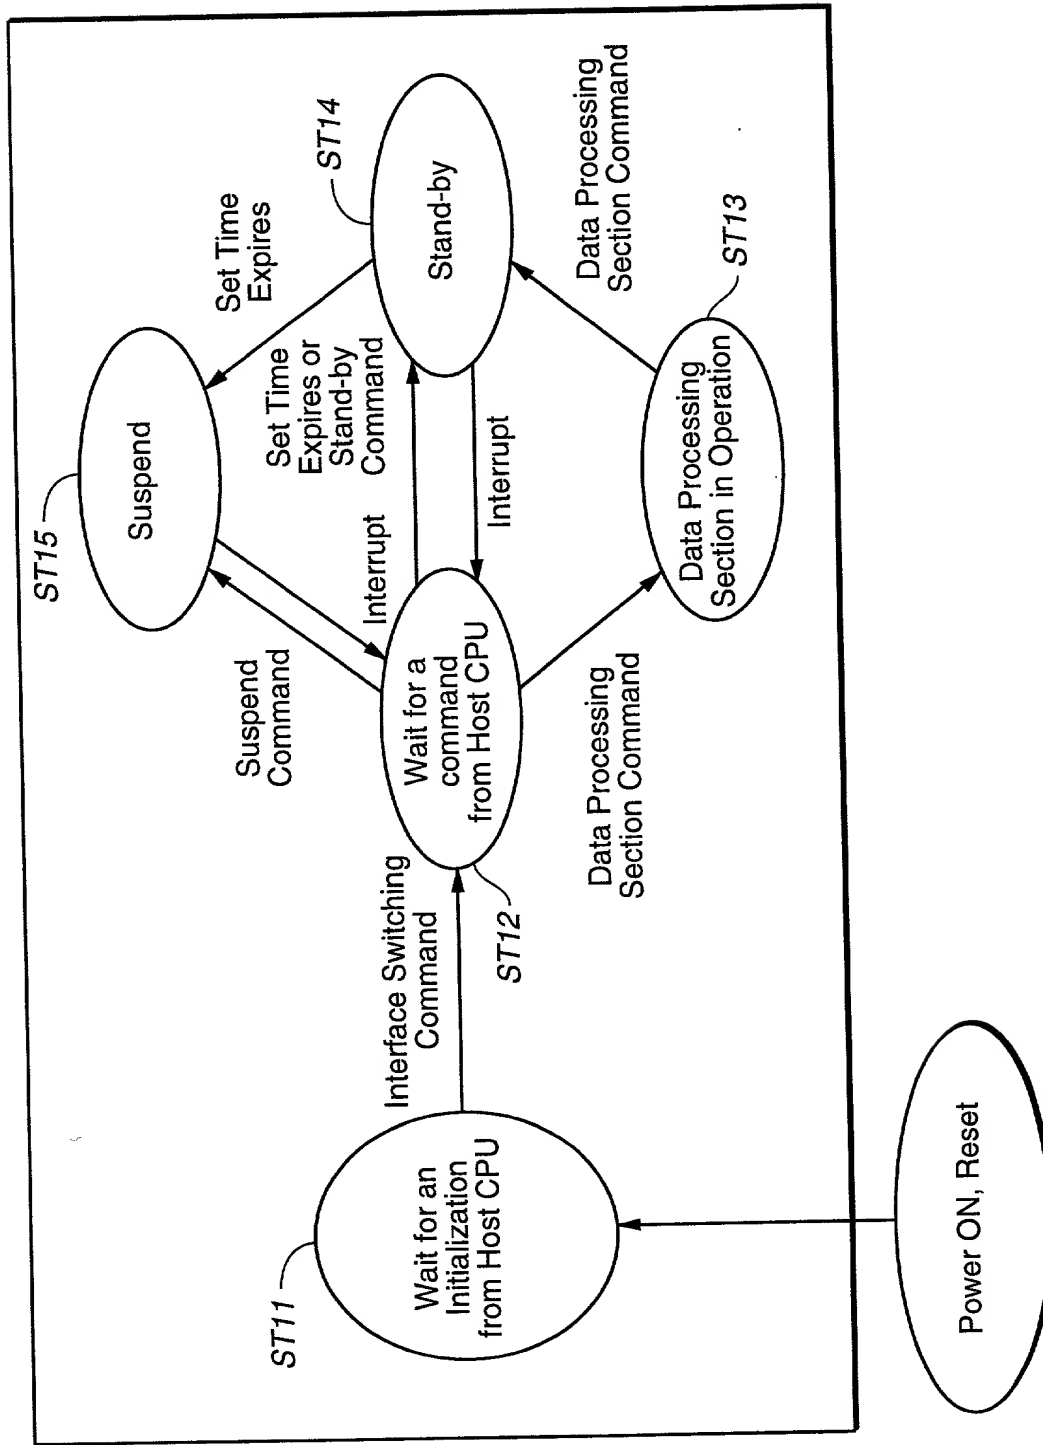 ST15
Suspend
Set Time
Expires
ST14
Stand-by
Suspend
Command
Interrupt
Set Time
Expires or
Stand-by
Command
Interface Switching
Command
Wait for a
command
from Host CPU
Interrupt
ST11
Wait for an
Initialization
from Host CPU
ST12
Data Processing
Section Command
Data Processing
Section Command
Data Processing
Section in Operation
ST13
Power ON, Reset